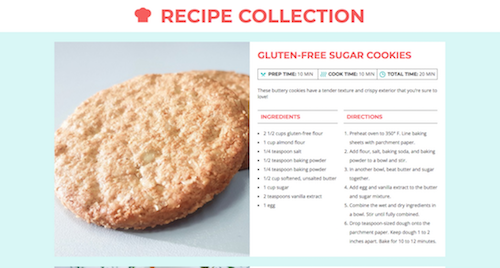 RECIPE COLLECTION
GLUTEN-FREE SUGAR COOKIES
PREP TIME: 10 MIN COOK TIME: 10 MIN TOTAL TIME: 20 MIN
These buttery cookies have a tender texture and crispy exterior that you're sure to
love!
INGREDIENTS
2 1/2 cups gluten-free flour
1 cup almond flour
1/4 teaspoon salt
1/2 teaspoon baking powder
1/4 teaspoon baking powder
1/2 cup softened, unsalted butter
1 cup sugar
2 teaspoons vanilla extract
1 egg
DIRECTIONS
1. Preheat oven to 350° F. Line baking
sheets with parchment paper.
2. Add flour, salt, baking soda, and baking
powder to a bowl and stir.
3. In another bowl, beat butter and sugar
together.
4. Add egg and vanilla extract to the butter
and sugar mixture.
5. Combine the wet and dry ingredients in
a bowl. Stir until fully combined.
6. Drop teaspoon-sized dough onto the
parchment paper. Keep dough 1 to 2
inches apart. Bake for 10 to 12 minutes.